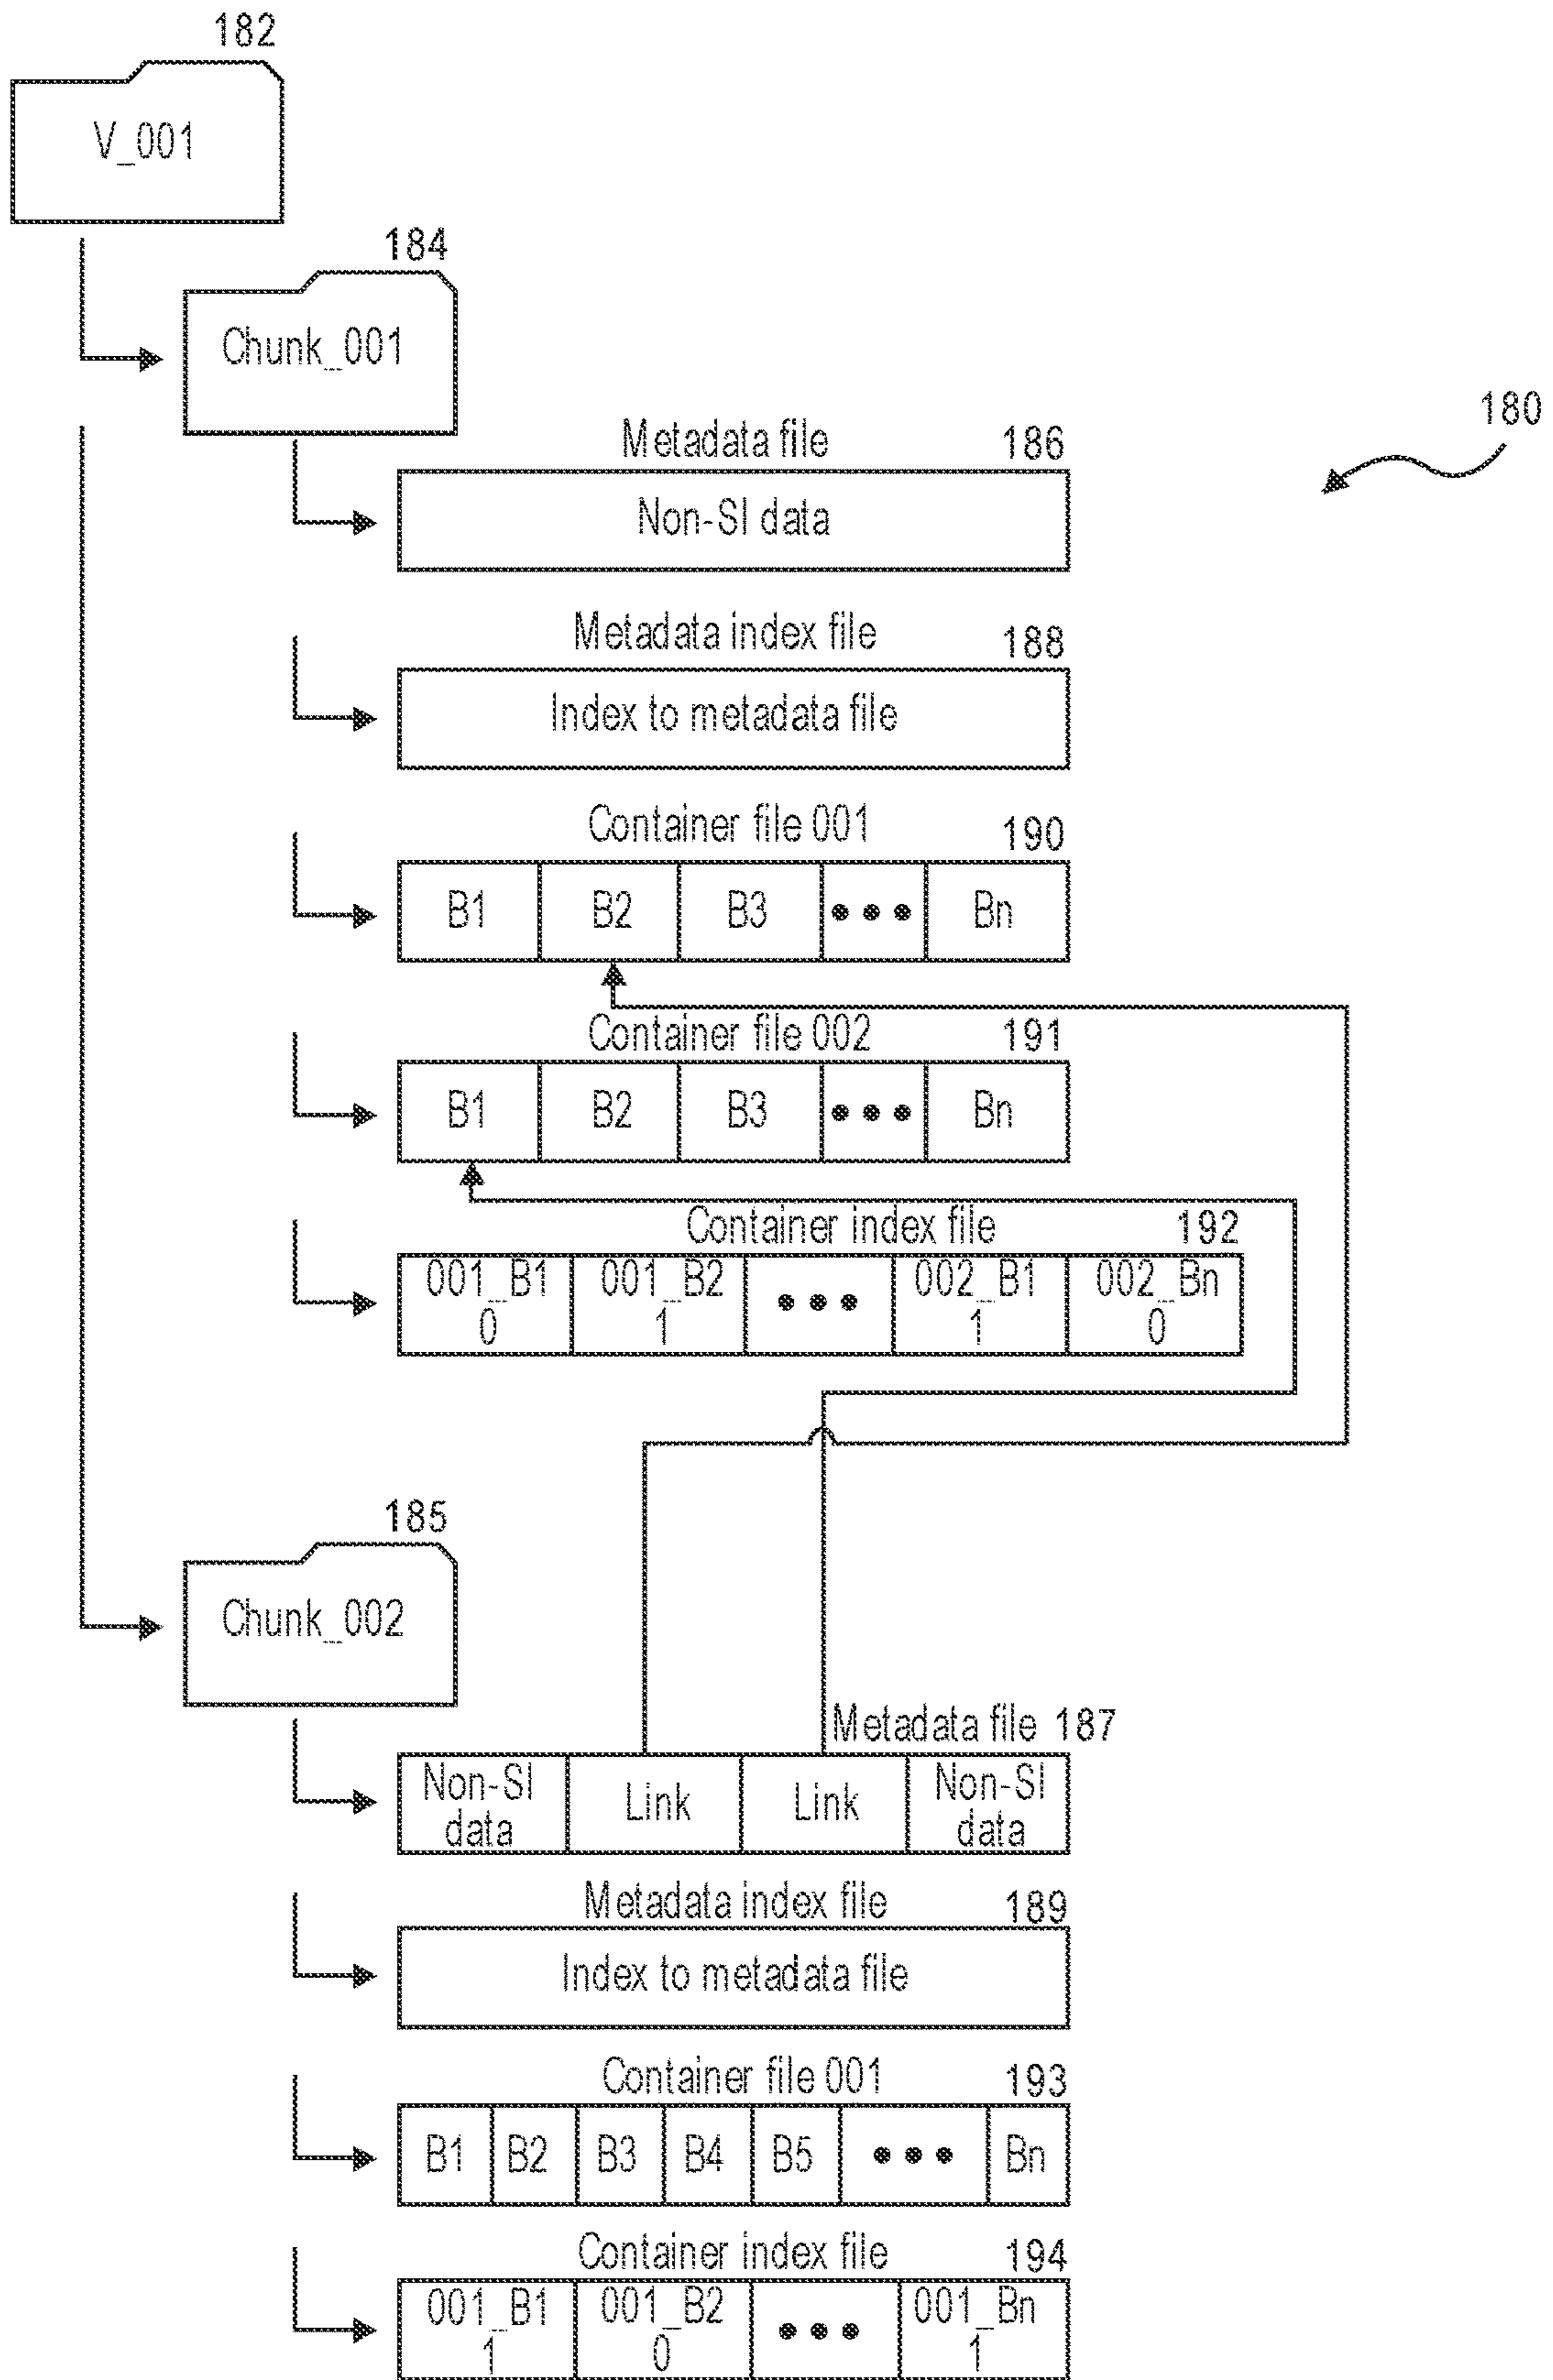 182
V_001
184
Chunk_001
180
Metadata file 186
Non-SI data
Metadata index file 188
Index to metadata file
Container file 001 190
B1 B2 B3 ••• Bn
Container file 002 191
B1 B2 B3 ••• Bn
Container index file 192
001_B1 001_B2 ••• 002_B1 002_Bn
0 1 1 0
185
Chunk_002
Metadata file 187
Non-SI Link Link Non-SI
data data
Metadata index file 189
Index to metadata file
Container file 001 193
B1 B2 B3 B4 B5 ••• Bn
Container index file 194
001_B1 001_B2 ••• 001_Bn
1 0 1